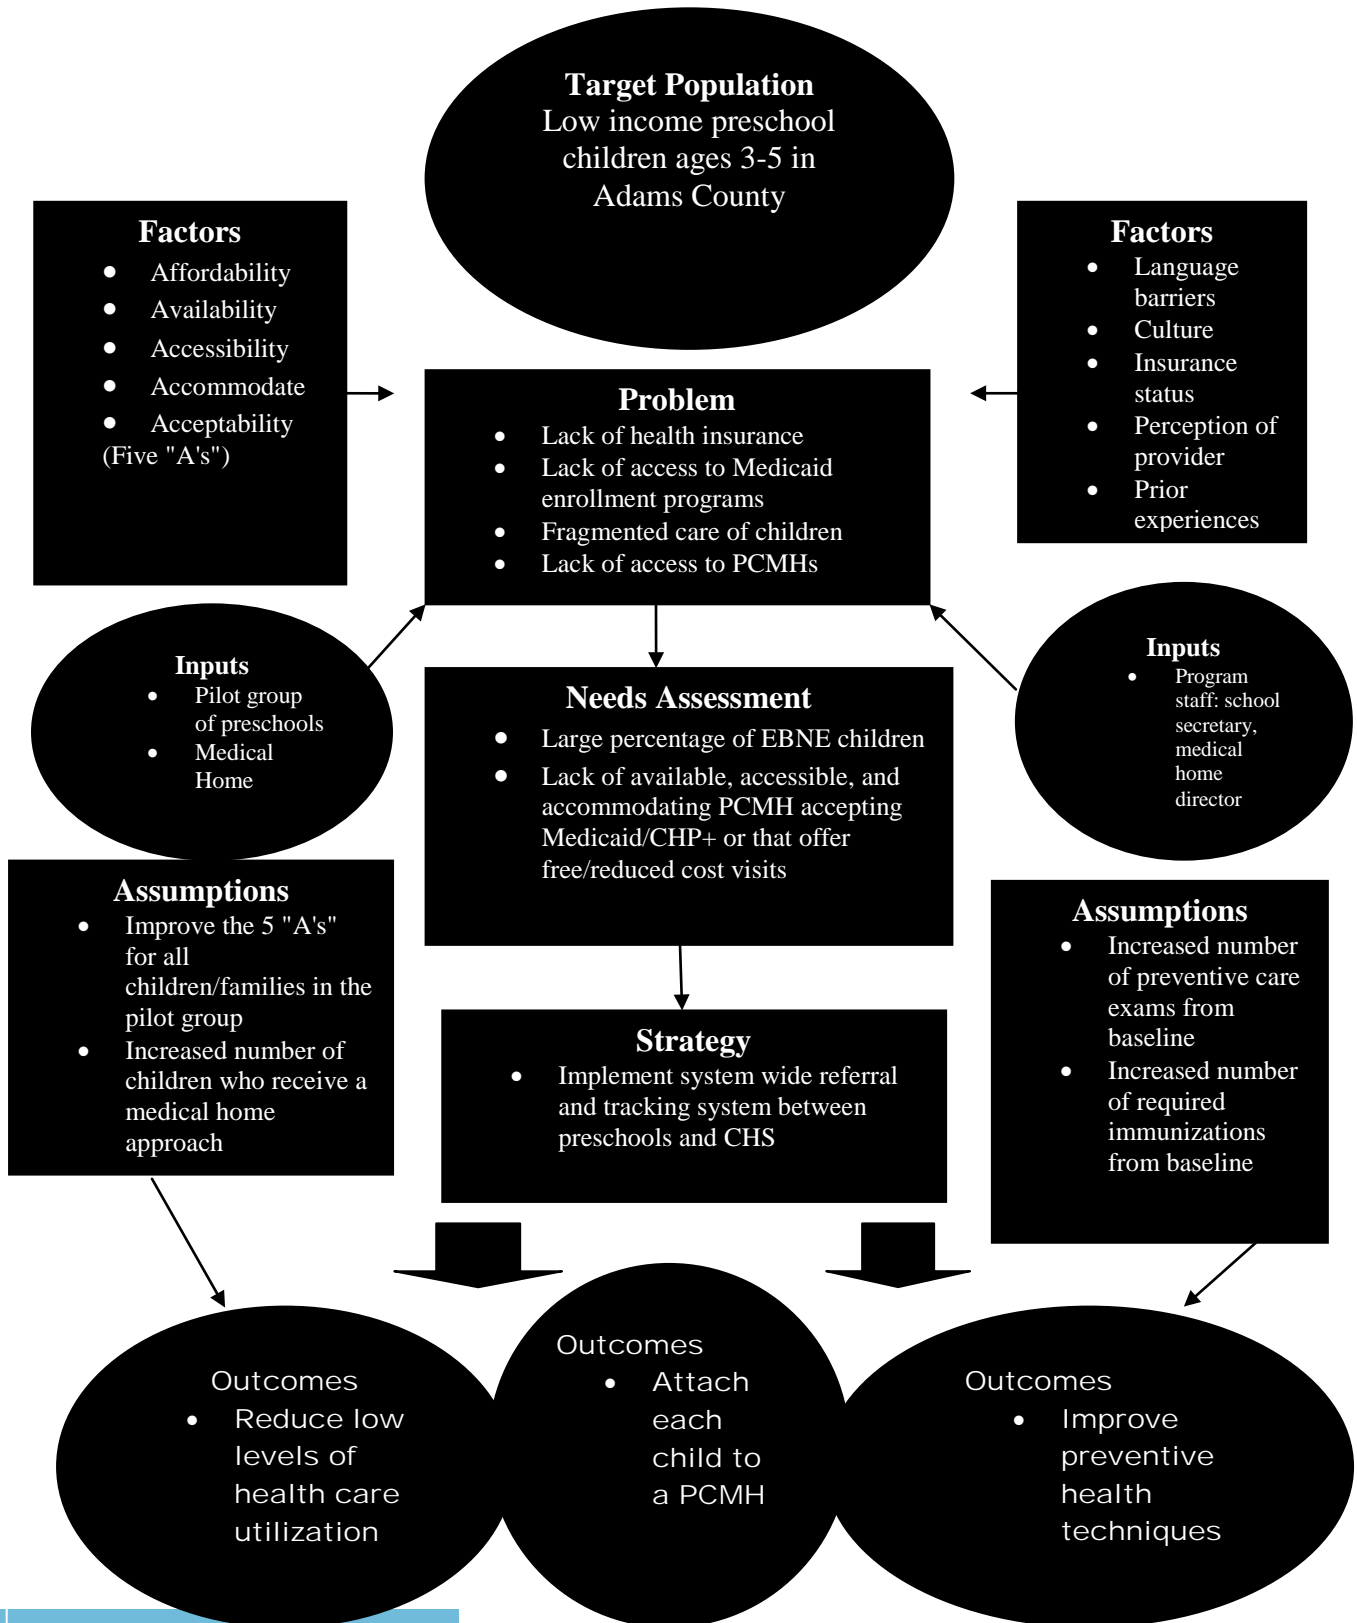 Target Population
Low income preschool
children ages 3-5 in
Adams County
Factors
• Affordability
• Availability
• Accessibility
• Accommodate
• Acceptability
(Five "A's")
Factors
• Language
barriers
• Culture
• Insurance
status
• Perception of
provider
• Prior
experiences
Problem
• Lack of health insurance
• Lack of access to Medicaid
enrollment programs
• Fragmented care of children
• Lack of access to PCMHs
Inputs
• Pilot group
of preschools
• Medical
Home
Inputs
• Program
staff: school
secretary,
medical
home
director
Needs Assessment
• Large percentage of EBNE children
• Lack of available, accessible, and
accommodating PCMH accepting
Medicaid/CHP+ or that offer
free/reduced cost visits
Assumptions
• Improve the 5 "A's"
for all
children/families in the
pilot group
• Increased number of
children who receive a
medical home
approach
Assumptions
• Increased number
of preventive care
exams from
baseline
• Increased number
of required
immunizations
from baseline
Strategy
• Implement system wide referral
and tracking system between
preschools and CHS
Outcomes
• Reduce low
levels of
health care
utilization
Outcomes
• Attach
each
child to
a PCMH
Outcomes
• Improve
preventive
health
techniques